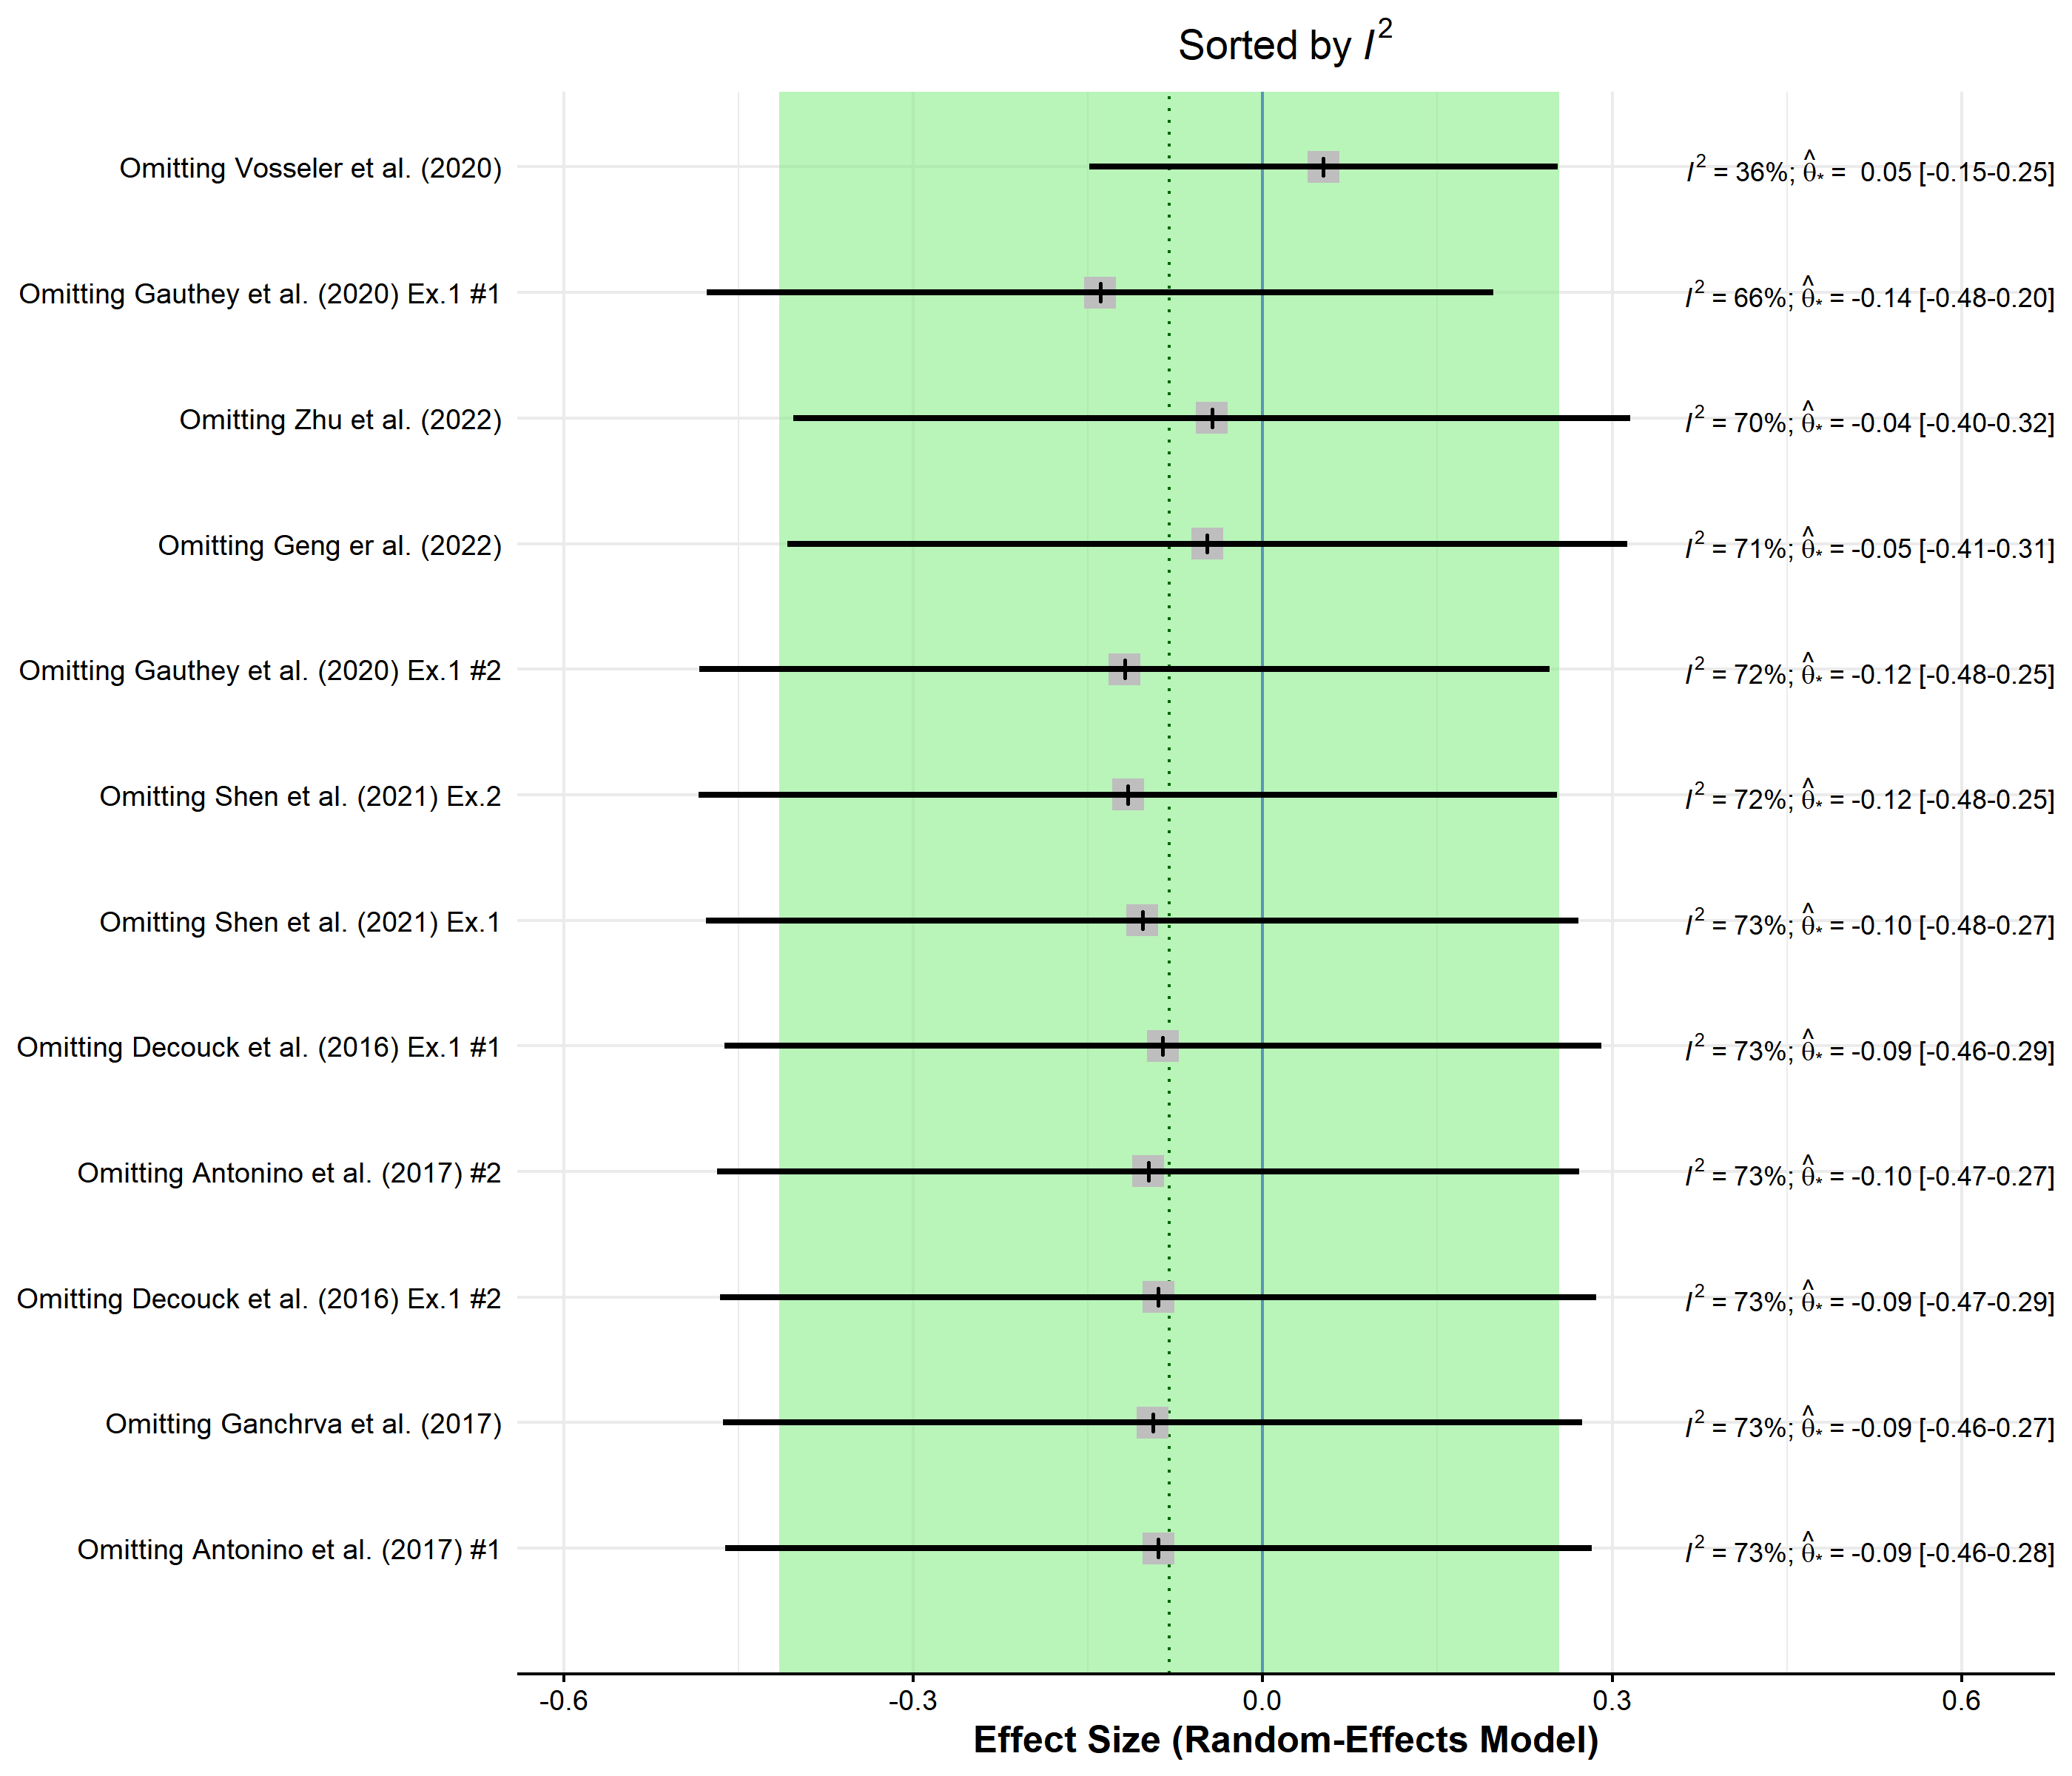 Sorted by I²
Omitting Vosseler et al. (2020) I² = 36%; θ̂* = 0.05 [-0.15-0.25]
Omitting Gauthey et al. (2020) Ex.1 #1 I² = 66%; θ̂* = -0.14 [-0.48-0.20]
Omitting Zhu et al. (2022) I² = 70%; θ̂* = -0.04 [-0.40-0.32]
Omitting Geng er al. (2022) I² = 71%; θ̂* = -0.05 [-0.41-0.31]
Omitting Gauthey et al. (2020) Ex.1 #2 I² = 72%; θ̂* = -0.12 [-0.48-0.25]
Omitting Shen et al. (2021) Ex.2 I² = 72%; θ̂* = -0.12 [-0.48-0.25]
Omitting Shen et al. (2021) Ex.1 I² = 73%; θ̂* = -0.10 [-0.48-0.27]
Omitting Decouck et al. (2016) Ex.1 #1 I² = 73%; θ̂* = -0.09 [-0.46-0.29]
Omitting Antonino et al. (2017) #2 I² = 73%; θ̂* = -0.10 [-0.47-0.27]
Omitting Decouck et al. (2016) Ex.1 #2 I² = 73%; θ̂* = -0.09 [-0.47-0.29]
Omitting Ganchrva et al. (2017) I² = 73%; θ̂* = -0.09 [-0.46-0.27]
Omitting Antonino et al. (2017) #1 I² = 73%; θ̂* = -0.09 [-0.46-0.28]
-0.6 -0.3 0.0 0.3 0.6
Effect Size (Random-Effects Model)